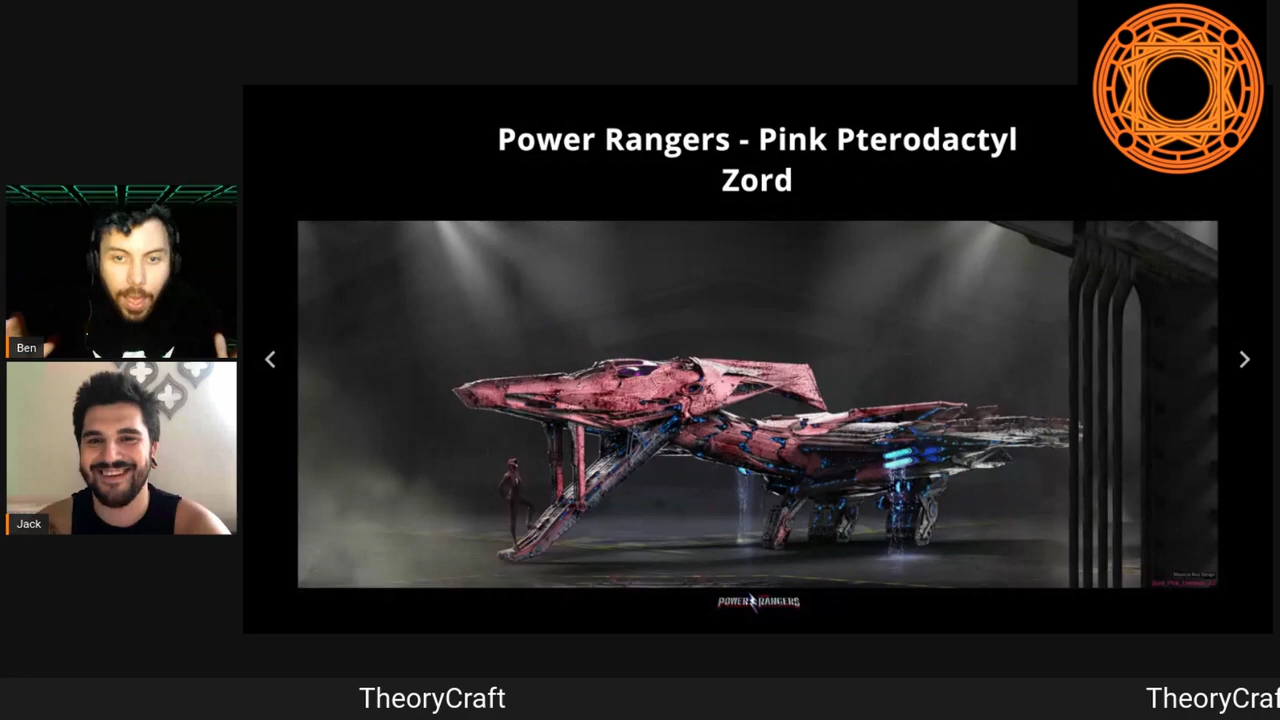 Power Rangers - Pink Pterodactyl
Zord
Ben
Jack
POWER RANGERS
TheoryCraft
TheoryCraf